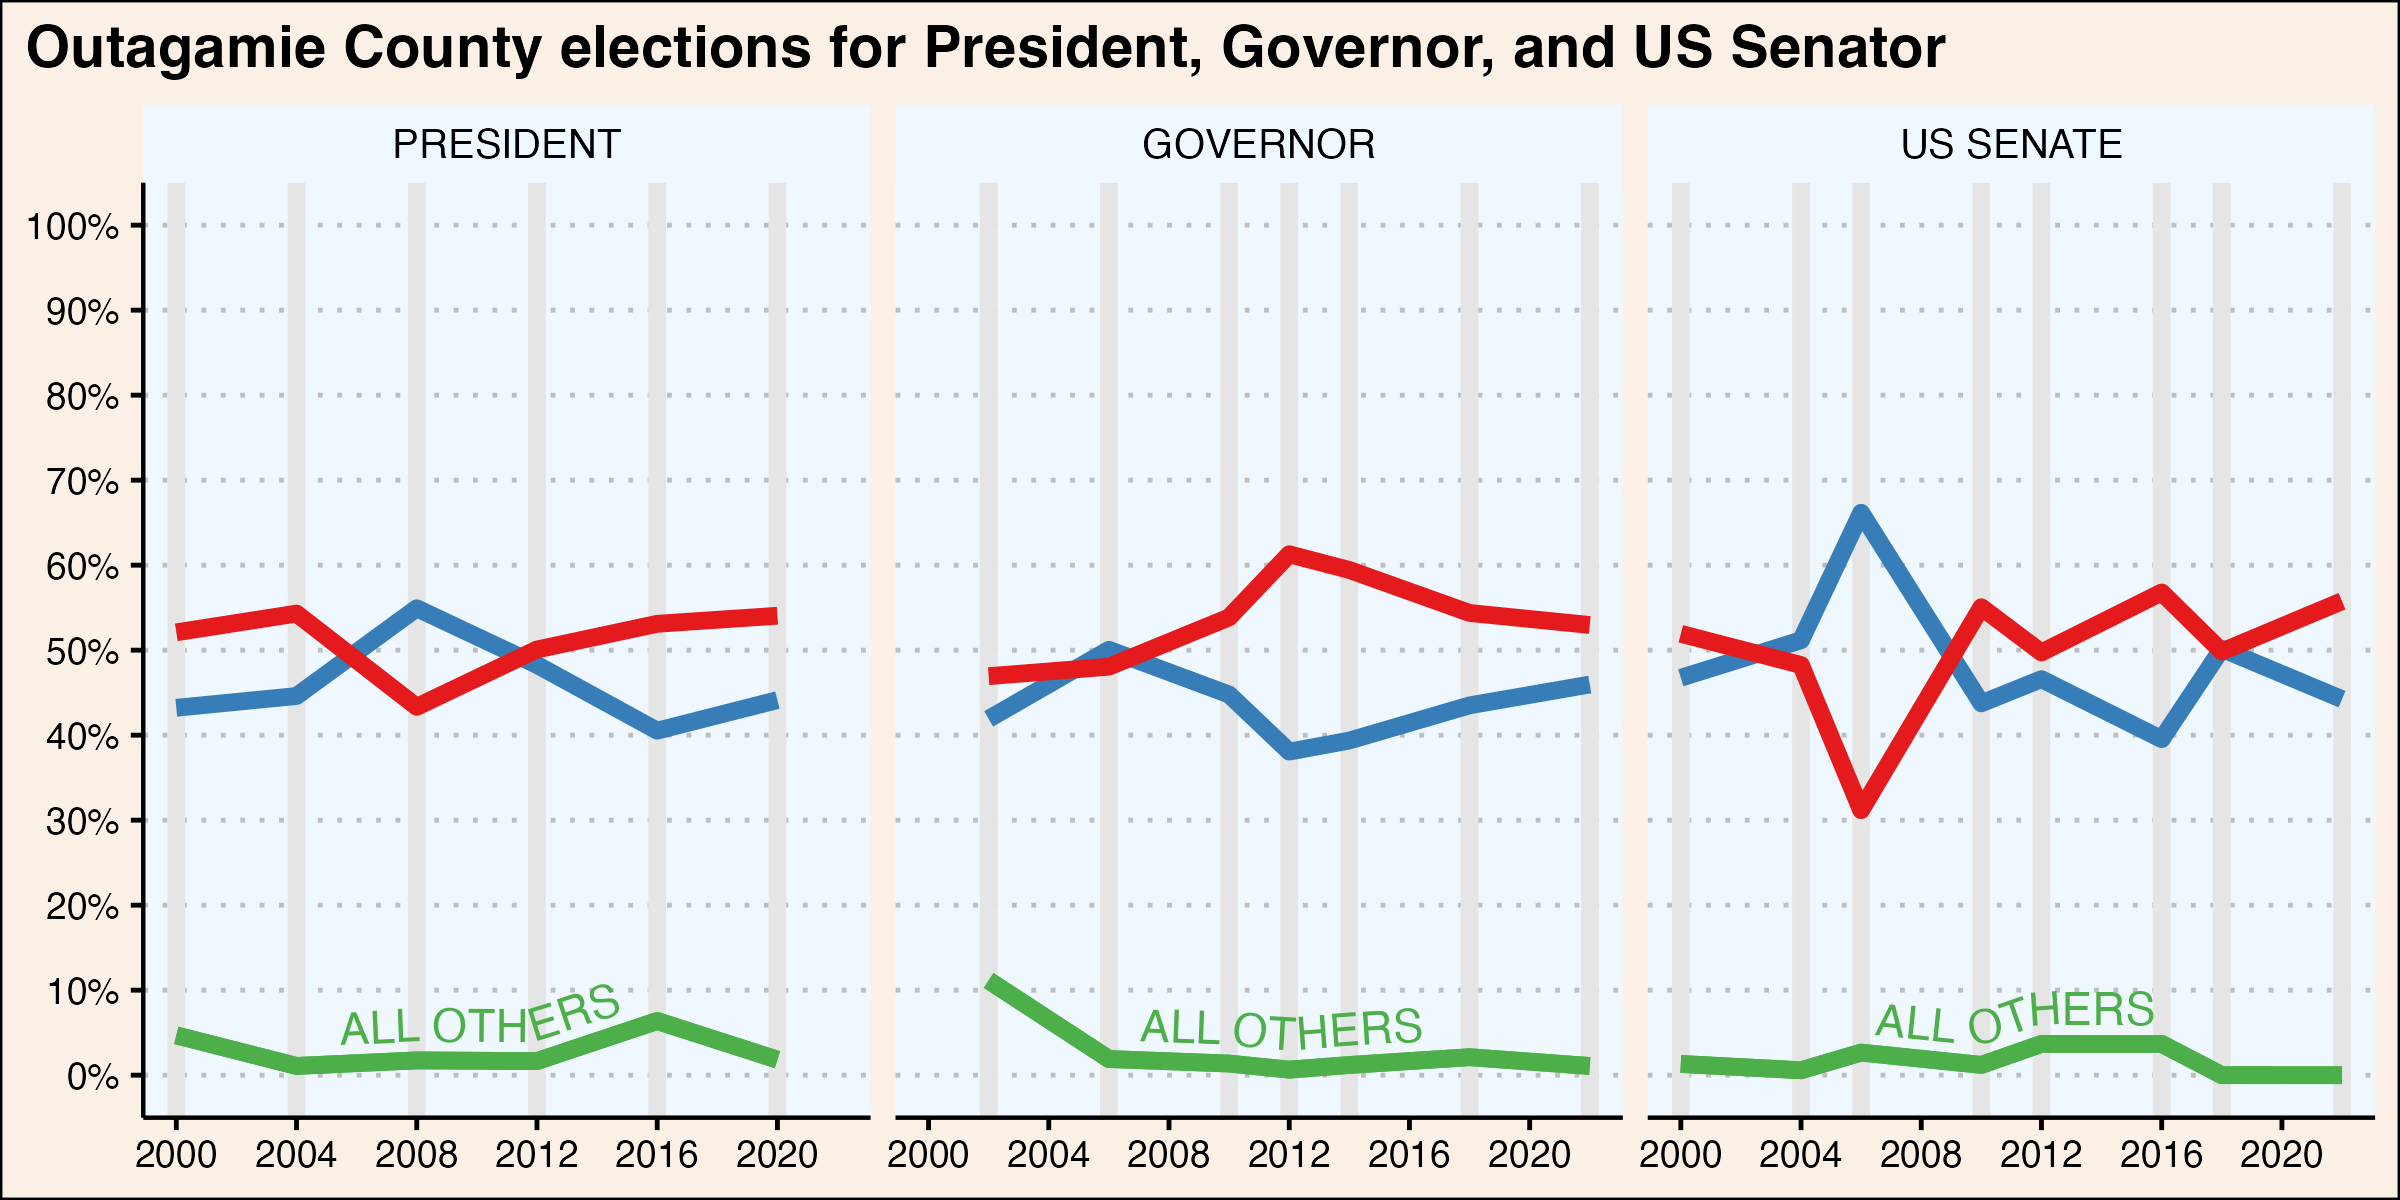 Outagamie County elections for President, Governor, and US Senator
PRESIDENT
GOVERNOR
US SENATE
100%
90%
80%
70%
60%
50%
40%
30%
20%
10%
0%
ALL OTHERS
ALL OTHERS
ALL OTHERS
2000 2004 2008 2012 2016 2020
2000 2004 2008 2012 2016 2020
2000 2004 2008 2012 2016 2020